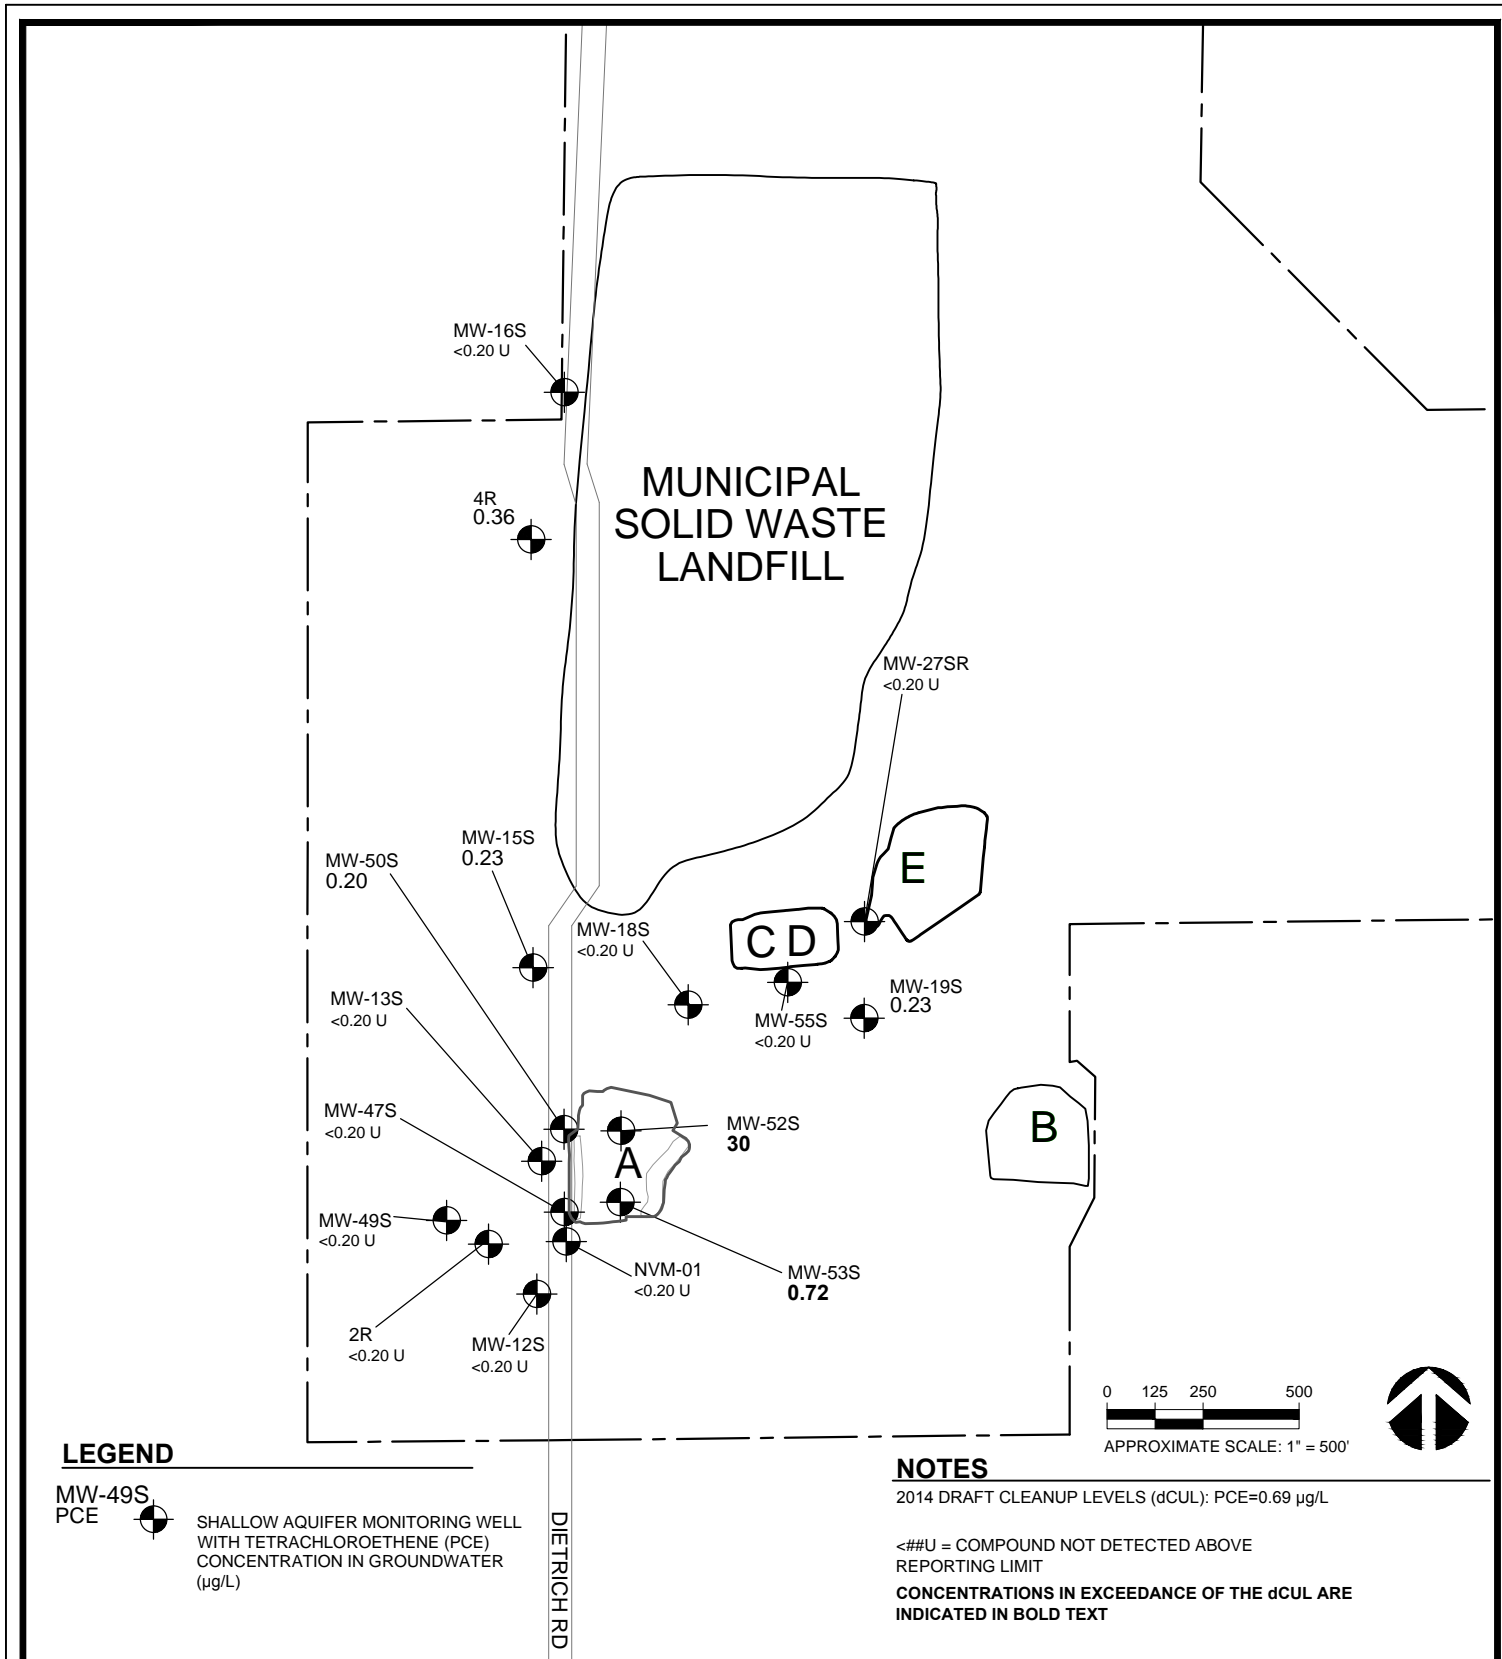 MW-16S
<0.20 U
4R
0.36
MUNICIPAL
SOLID WASTE
LANDFILL
MW-27SR
<0.20 U
MW-15S
0.23
MW-50S
0.20
E
MW-18S
<0.20 U
C D
MW-13S
<0.20 U
MW-55S
<0.20 U
MW-19S
0.23
MW-47S
<0.20 U
MW-52S
30
A
B
MW-49S
<0.20 U
NVM-01
<0.20 U
MW-53S
0.72
2R
<0.20 U
MW-12S
<0.20 U
0 125 250 500
APPROXIMATE SCALE: 1" = 500'
LEGEND
MW-49S
PCE
SHALLOW AQUIFER MONITORING WELL
WITH TETRACHLOROETHENE (PCE)
CONCENTRATION IN GROUNDWATER
(µg/L)
DIETRICH RD
NOTES
2014 DRAFT CLEANUP LEVELS (dCUL): PCE=0.69 µg/L
<##U = COMPOUND NOT DETECTED ABOVE
REPORTING LIMIT
CONCENTRATIONS IN EXCEEDANCE OF THE dCUL ARE
INDICATED IN BOLD TEXT